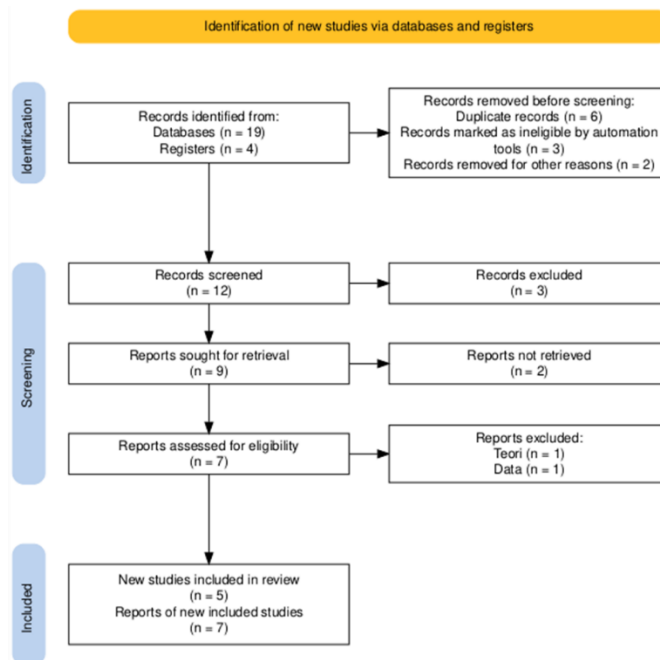 Identification of new studies via databases and registers
Identification
Records identified from:
Databases (n = 19)
Registers (n = 4)
Records removed before screening:
Duplicate records (n = 6)
Records marked as ineligible by automation
tools (n = 3)
Records removed for other reasons (n = 2)
Screening
Records screened
(n = 12)
Records excluded
(n = 3)
Reports sought for retrieval
(n = 9)
Reports not retrieved
(n = 2)
Reports assessed for eligibility
(n = 7)
Reports excluded:
Teori (n = 1)
Data (n = 1)
Included
New studies included in review
(n = 5)
Reports of new included studies
(n = 7)